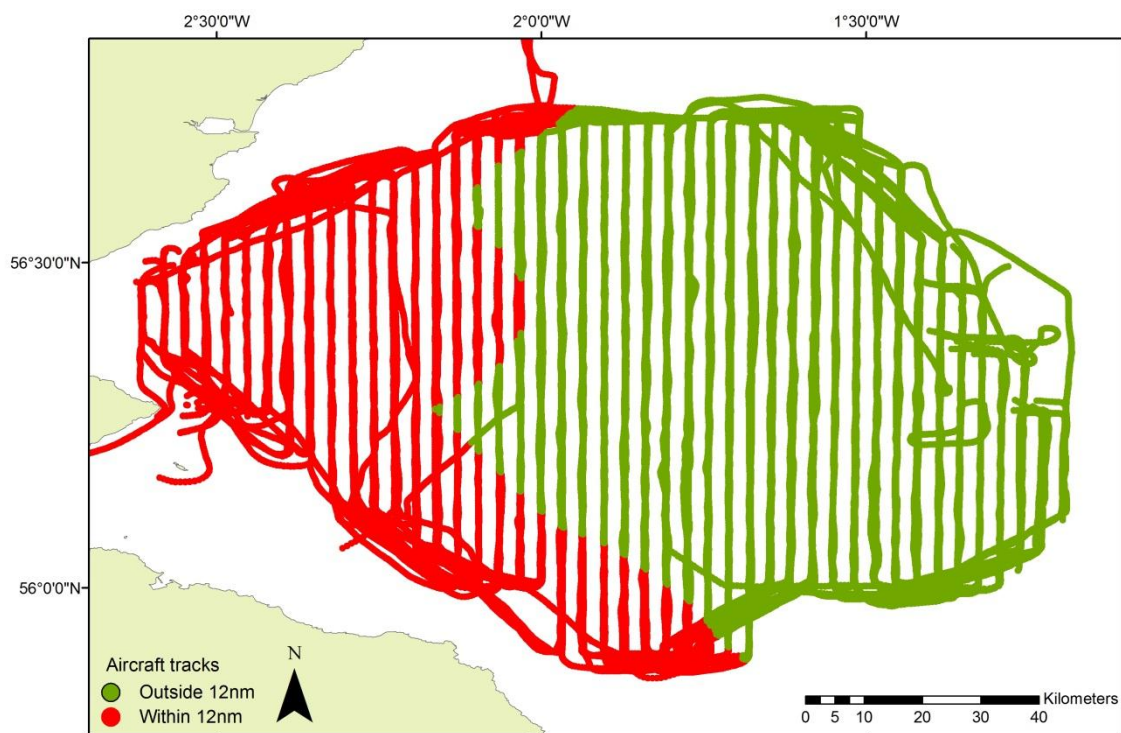 2°30'0"W 2°0'0"W 1°30'0"W
56°30'0"N
56°0'0"N
Aircraft tracks
Outside 12nm
Within 12nm
N
Kilometers
0 5 10 20 30 40